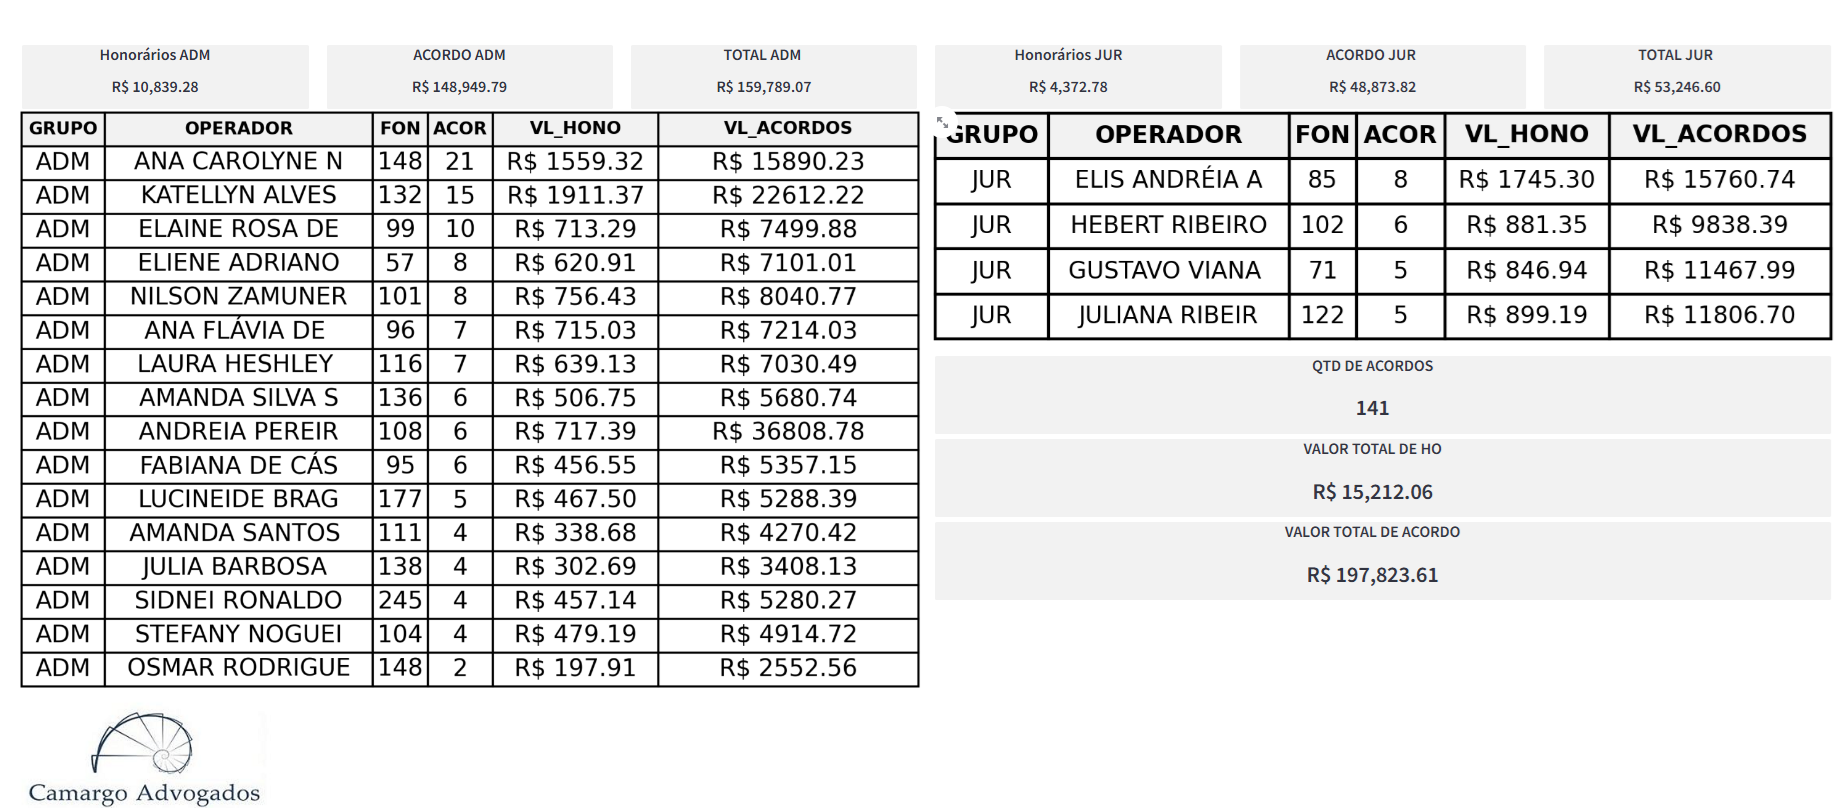 Honorários ADM
R$ 10,839.28
ACORDO ADM
R$ 148,949.79
TOTAL ADM
R$ 159,789.07
GRUPO OPERADOR FON ACOR VL_HONO VL_ACORDOS
ADM ANA CAROLYNE N 148 21 R$ 1559.32 R$ 15890.23
ADM KATELLYN ALVES 132 15 R$ 1911.37 R$ 22612.22
ADM ELAINE ROSA DE 99 10 R$ 713.29 R$ 7499.88
ADM ELIENE ADRIANO 57 8 R$ 620.91 R$ 7101.01
ADM NILSON ZAMUNER 101 8 R$ 756.43 R$ 8040.77
ADM ANA FLÁVIA DE 96 7 R$ 715.03 R$ 7214.03
ADM LAURA HESHLEY 116 7 R$ 639.13 R$ 7030.49
ADM AMANDA SILVA S 136 6 R$ 506.75 R$ 5680.74
ADM ANDREIA PEREIR 108 6 R$ 717.39 R$ 36808.78
ADM FABIANA DE CÁS 95 6 R$ 456.55 R$ 5357.15
ADM LUCINEIDE BRAG 177 5 R$ 467.50 R$ 5288.39
ADM AMANDA SANTOS 111 4 R$ 338.68 R$ 4270.42
ADM JULIA BARBOSA 138 4 R$ 302.69 R$ 3408.13
ADM SIDNEI RONALDO 245 4 R$ 457.14 R$ 5280.27
ADM STEFANY NOGUEI 104 4 R$ 479.19 R$ 4914.72
ADM OSMAR RODRIGUE 148 2 R$ 197.91 R$ 2552.56
Camargo Advogados
Honorários JUR
R$ 4,372.78
ACORDO JUR
R$ 48,873.82
TOTAL JUR
R$ 53,246.60
GRUPO OPERADOR FON ACOR VL_HONO VL_ACORDOS
JUR ELIS ANDRÉIA A 85 8 R$ 1745.30 R$ 15760.74
JUR HEBERT RIBEIRO 102 6 R$ 881.35 R$ 9838.39
JUR GUSTAVO VIANA 71 5 R$ 846.94 R$ 11467.99
JUR JULIANA RIBEIR 122 5 R$ 899.19 R$ 11806.70
QTD DE ACORDOS
141
VALOR TOTAL DE HO
R$ 15,212.06
VALOR TOTAL DE ACORDO
R$ 197,823.61